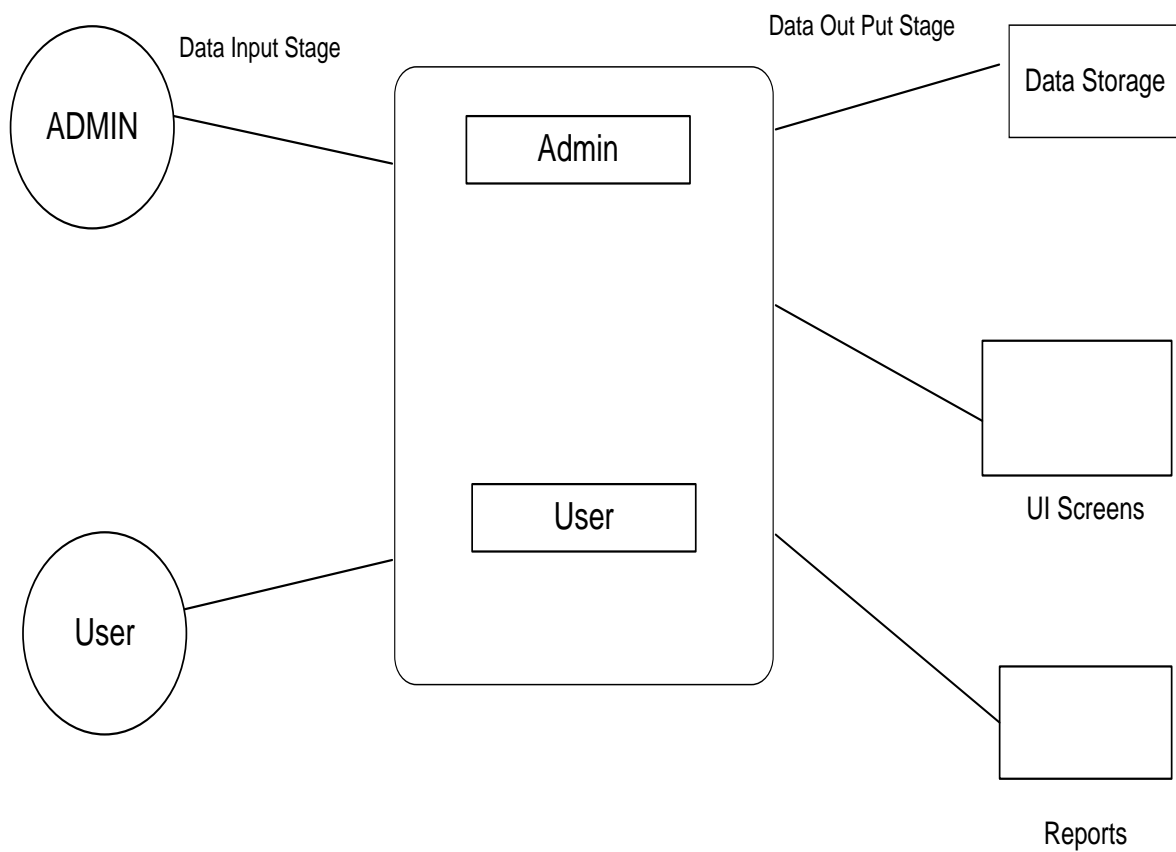 Data Input Stage
Data Out Put Stage
ADMIN
Admin
Data Storage
UI Screens
User
User
Reports